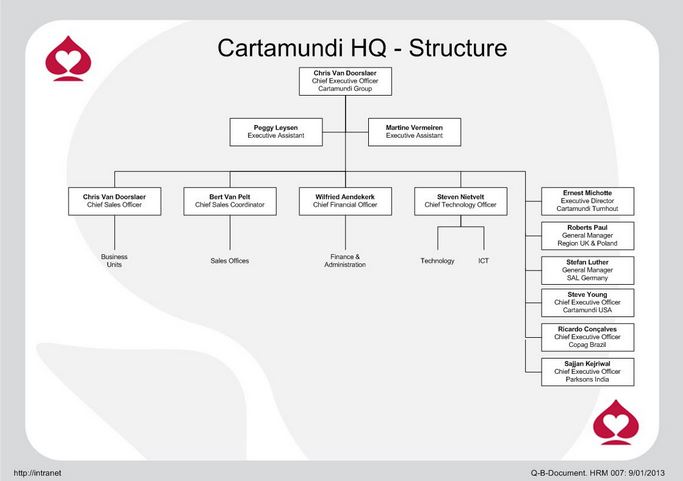 Cartamundi HQ - Structure
Chris Van Doorslaer
Chief Executive Officer
Cartamundi Group
Peggy Leysen
Executive Assistant
Martine Vermeiren
Executive Assistant
Chris Van Doorslaer
Chief Sales Officer
Bert Van Pelt
Chief Sales Coordinator
Wilfried Aendekerk
Chief Financial Officer
Steven Nietvelt
Chief Technology Officer
Business
Units
Sales Offices
Finance &
Administration
Technology
ICT
Ernest Michotte
Executive Director
Cartamundi Turnhout
Roberts Paul
General Manager
Region UK & Poland
Stefan Luther
General Manager
SAL Germany
Steve Young
Chief Executive Officer
Cartamundi USA
Ricardo Conçalves
Chief Executive Officer
Copag Brazil
Sajjan Kejriwal
Chief Executive Officer
Parksons India
http://intranet
Q-B-Document. HRM 007: 9/01/2013